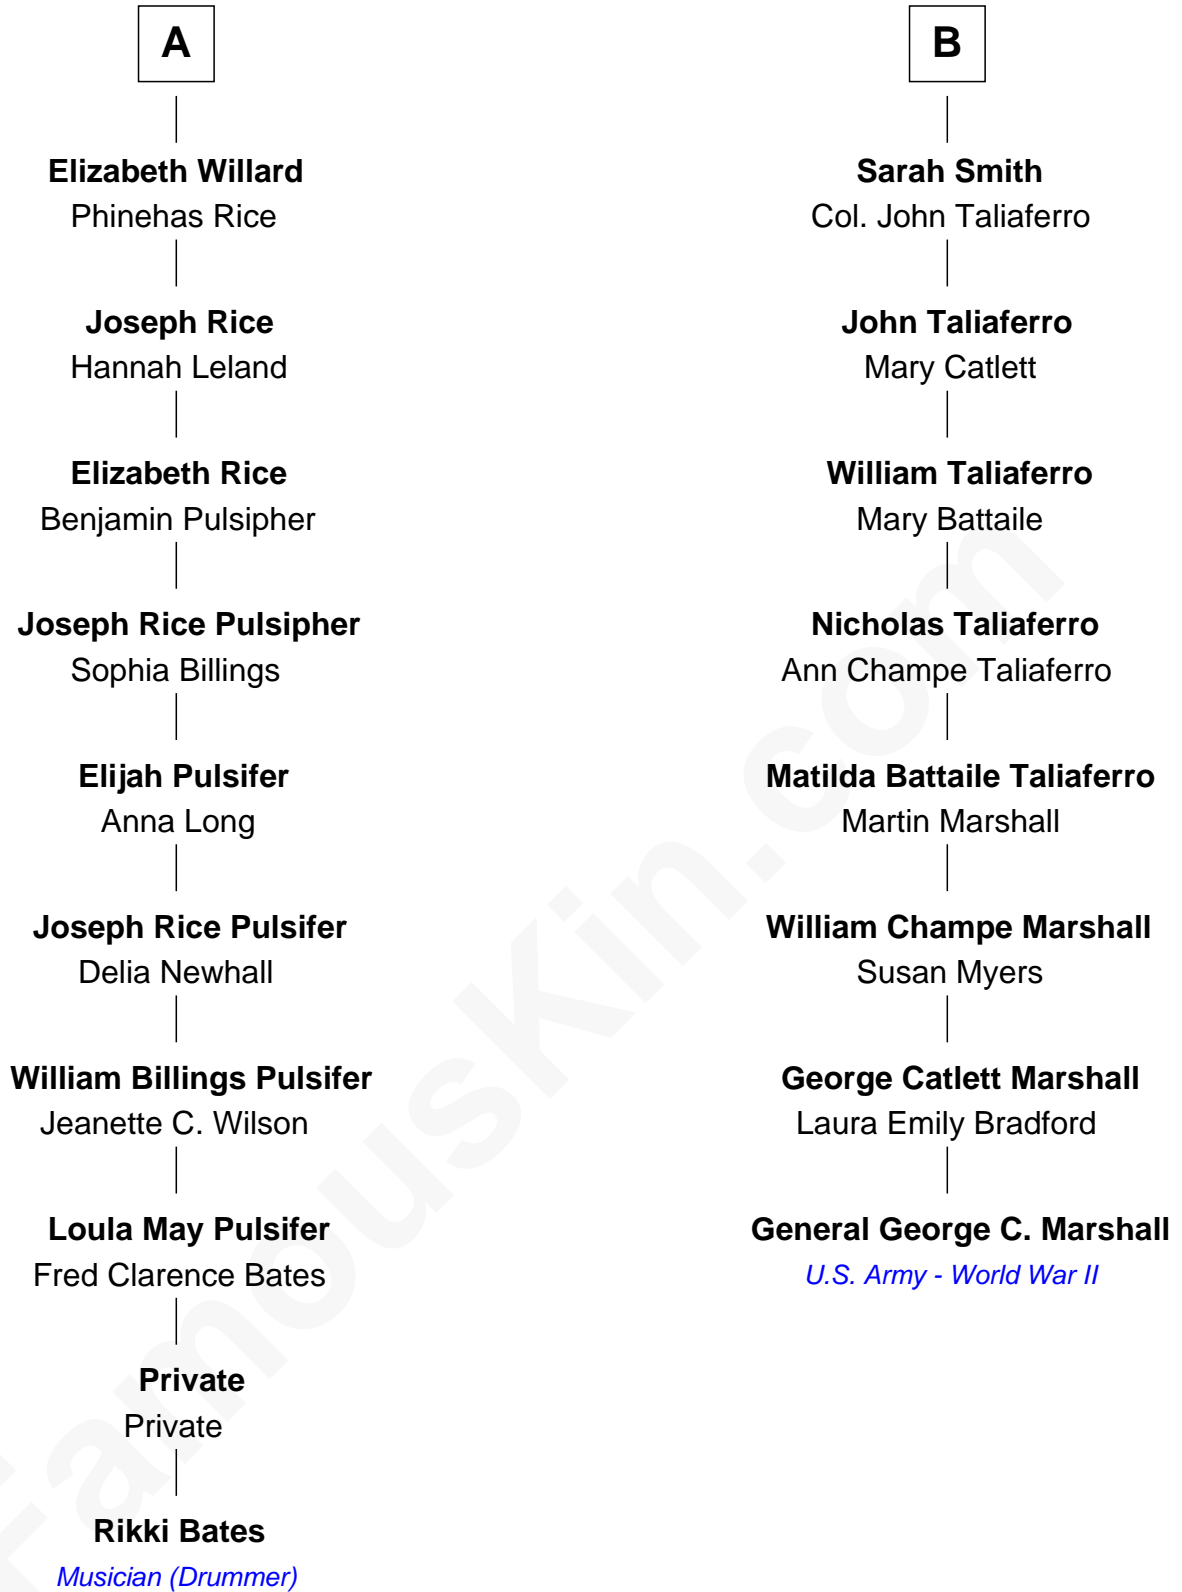 A
Elizabeth Willard
Phinehas Rice
Joseph Rice
Hannah Leland
Elizabeth Rice
Benjamin Pulsipher
Joseph Rice Pulsipher
Sophia Billings
Elijah Pulsifer
Anna Long
Joseph Rice Pulsifer
Delia Newhall
William Billings Pulsifer
Jeanette C. Wilson
Loula May Pulsifer
Fred Clarence Bates
Private
Private
Rikki Bates
Musician (Drummer)
B
Sarah Smith
Col. John Taliaferro
John Taliaferro
Mary Catlett
William Taliaferro
Mary Battaile
Nicholas Taliaferro
Ann Champe Taliaferro
Matilda Battaile Taliaferro
Martin Marshall
William Champe Marshall
Susan Myers
George Catlett Marshall
Laura Emily Bradford
General George C. Marshall
U.S. Army - World War II
FamousKin.com